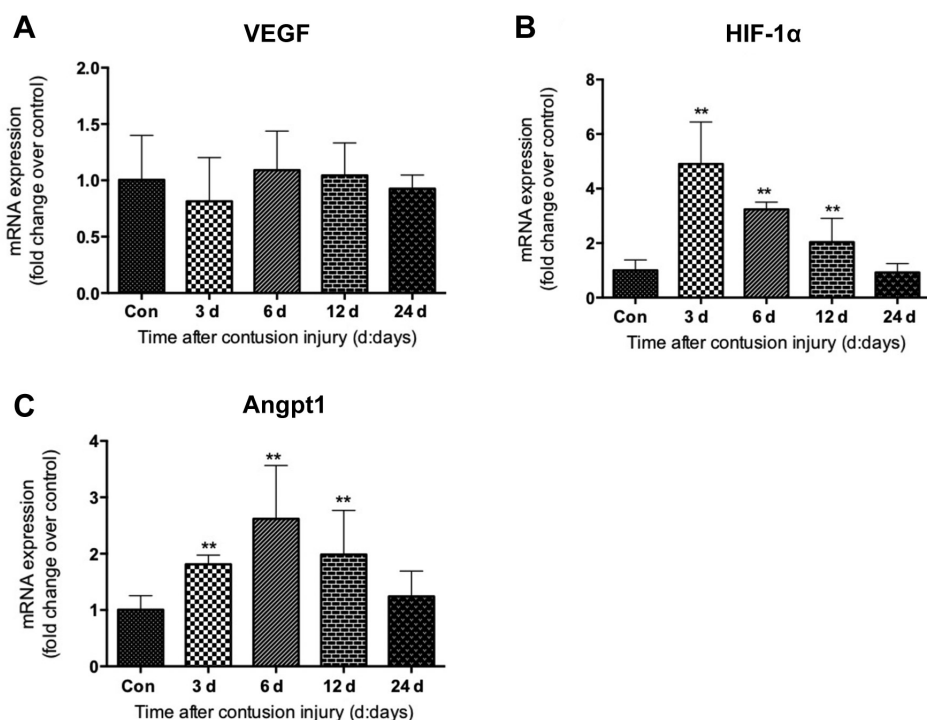 A
VEGF
mRNA expression
(fold change over control)
2.0
1.5
1.0
0.5
0.0
Con 3 d 6 d 12 d 24 d
Time after contusion injury (d:days)
B
HIF-1α
mRNA expression
(fold change over control)
8
6
4
2
0
**
**
**
Con 3 d 6 d 12 d 24 d
Time after contusion injury (d:days)
C
Angpt1
mRNA expression
(fold change over control)
4
3
2
1
0
**
**
**
Con 3 d 6 d 12 d 24 d
Time after contusion injury (d:days)